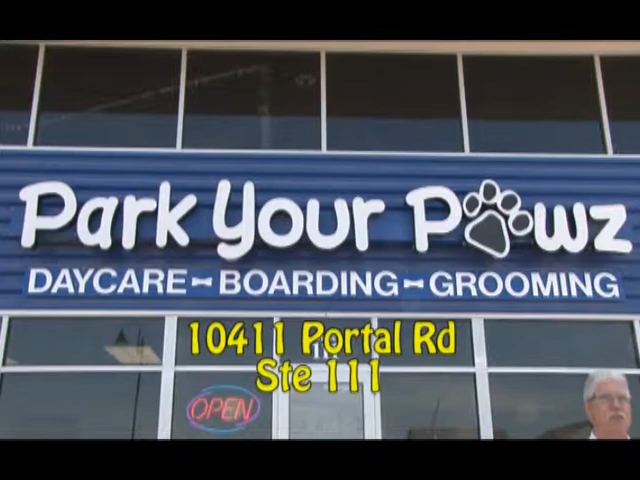 Park Your Pawz
DAYCARE - BOARDING - GROOMING
10411 Portal Rd
Ste 111
OPEN